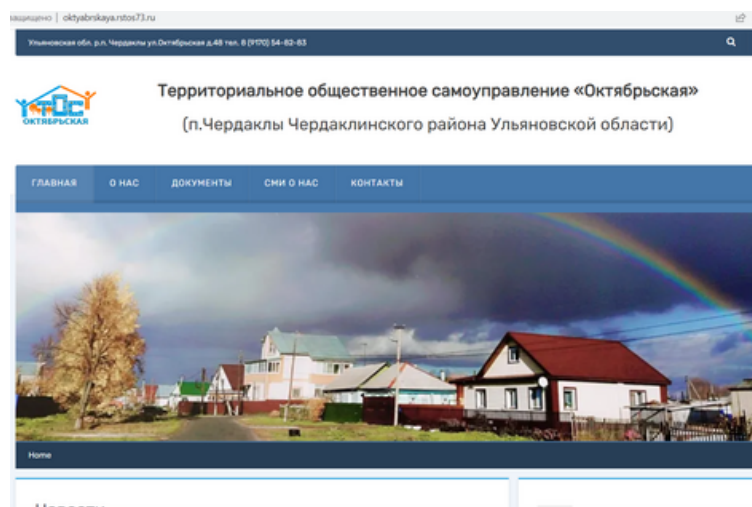 защищено | oktyabrskaya.rstos73.ru
Ульяновская обл. р.п. Чердаклы ул.Октябрьская д.48 тел. 8 (9170) 54-82-83
ТОС
ОКТЯБРЬСКАЯ
Территориальное общественное самоуправление «Октябрьская»
(п.Чердаклы Чердаклинского района Ульяновской области)
ГЛАВНАЯ О НАС ДОКУМЕНТЫ СМИ О НАС КОНТАКТЫ
Home